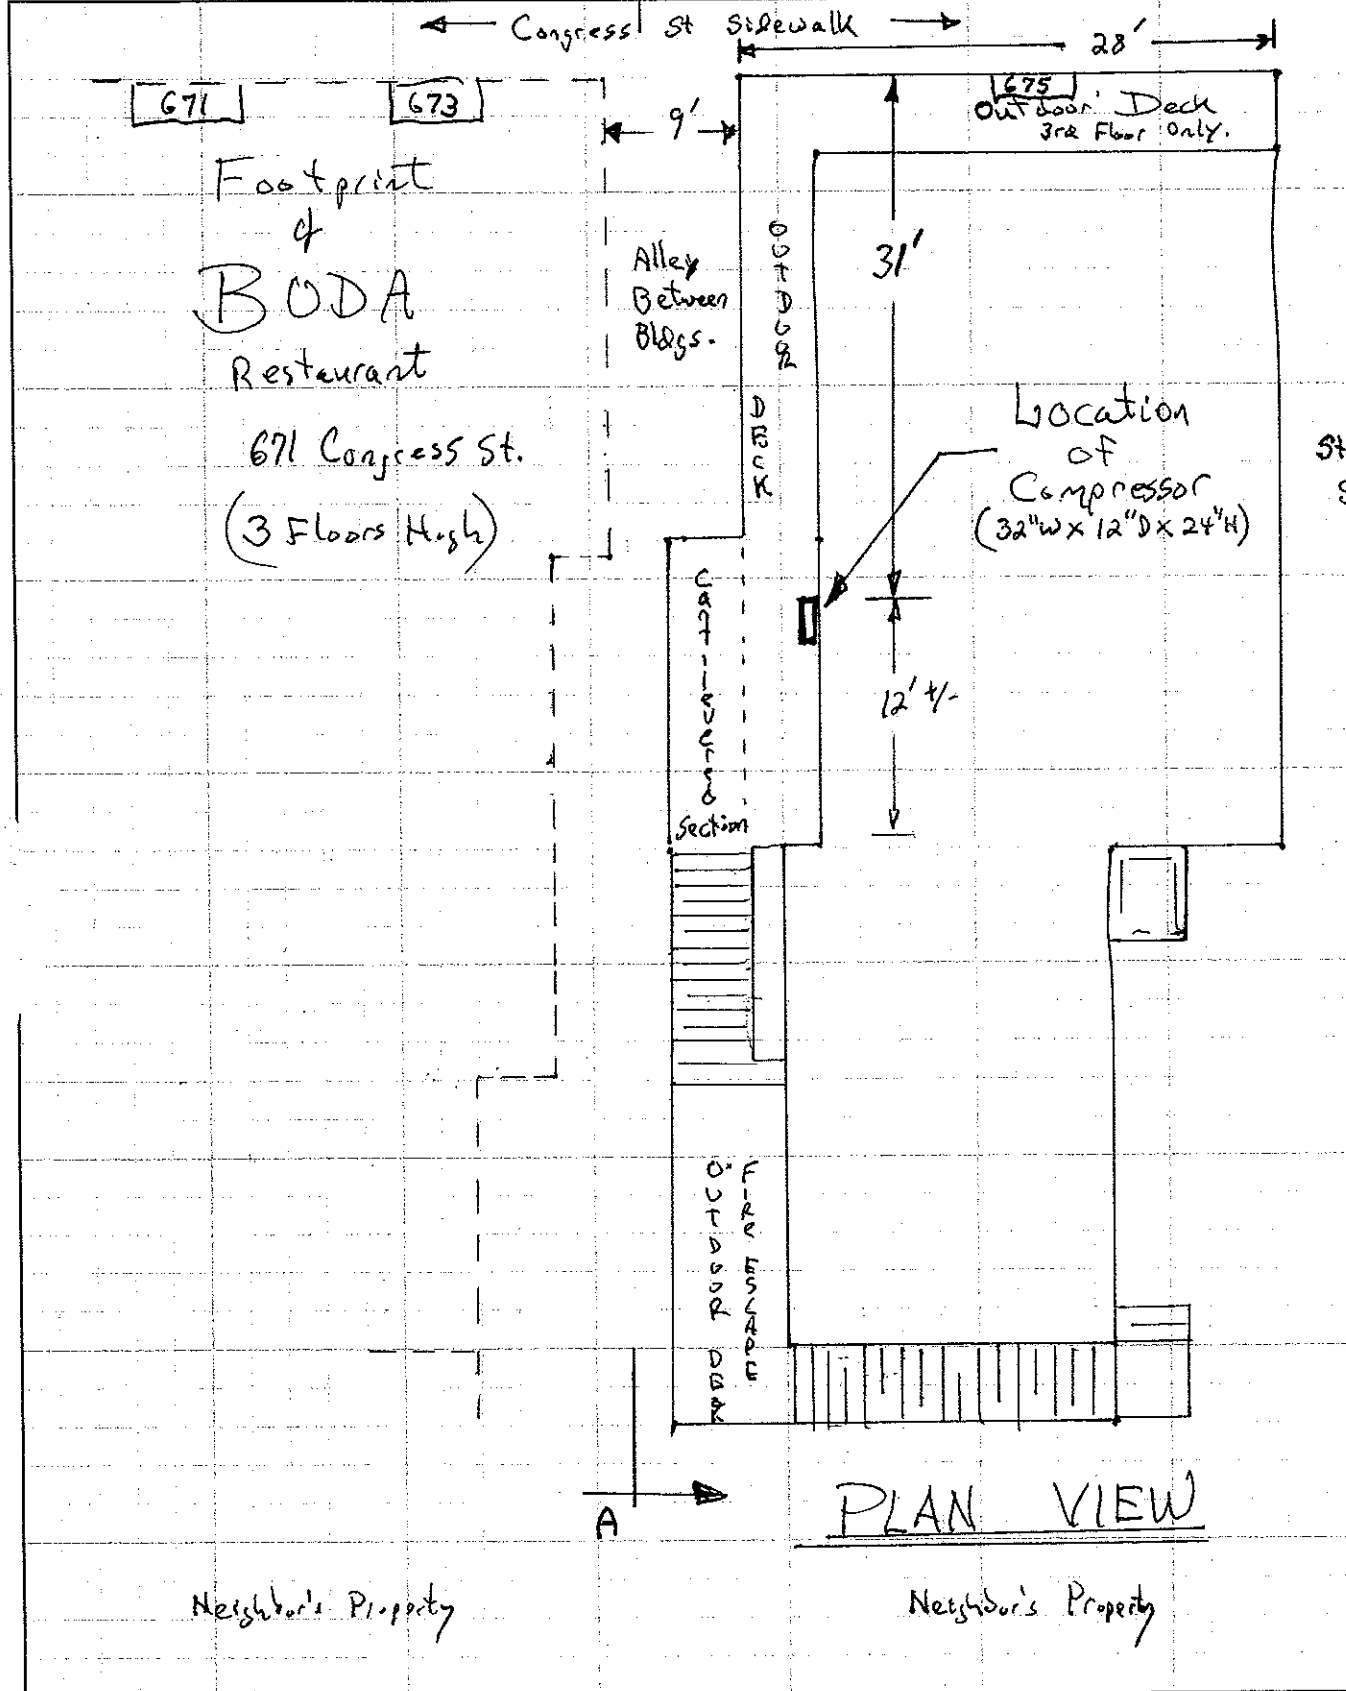 Congress St Sidewalk
28'
671
673
675
Outdoor Deck
3rd Floor Only.
9'
Footprint
of
BODA
Restaurant
671 Congress St.
(3 Floors High)
Alley
Between
Bldgs.
OUTDOOR
DECK
31'
Location
of
Compressor
(32"W x 12"D x 24"H)
St
S
Cantilevered
Section
12' +/-
FIRE ESCAPE
OUTDOOR DECK
A
PLAN VIEW
Neighbor's Property
Neighbor's Property